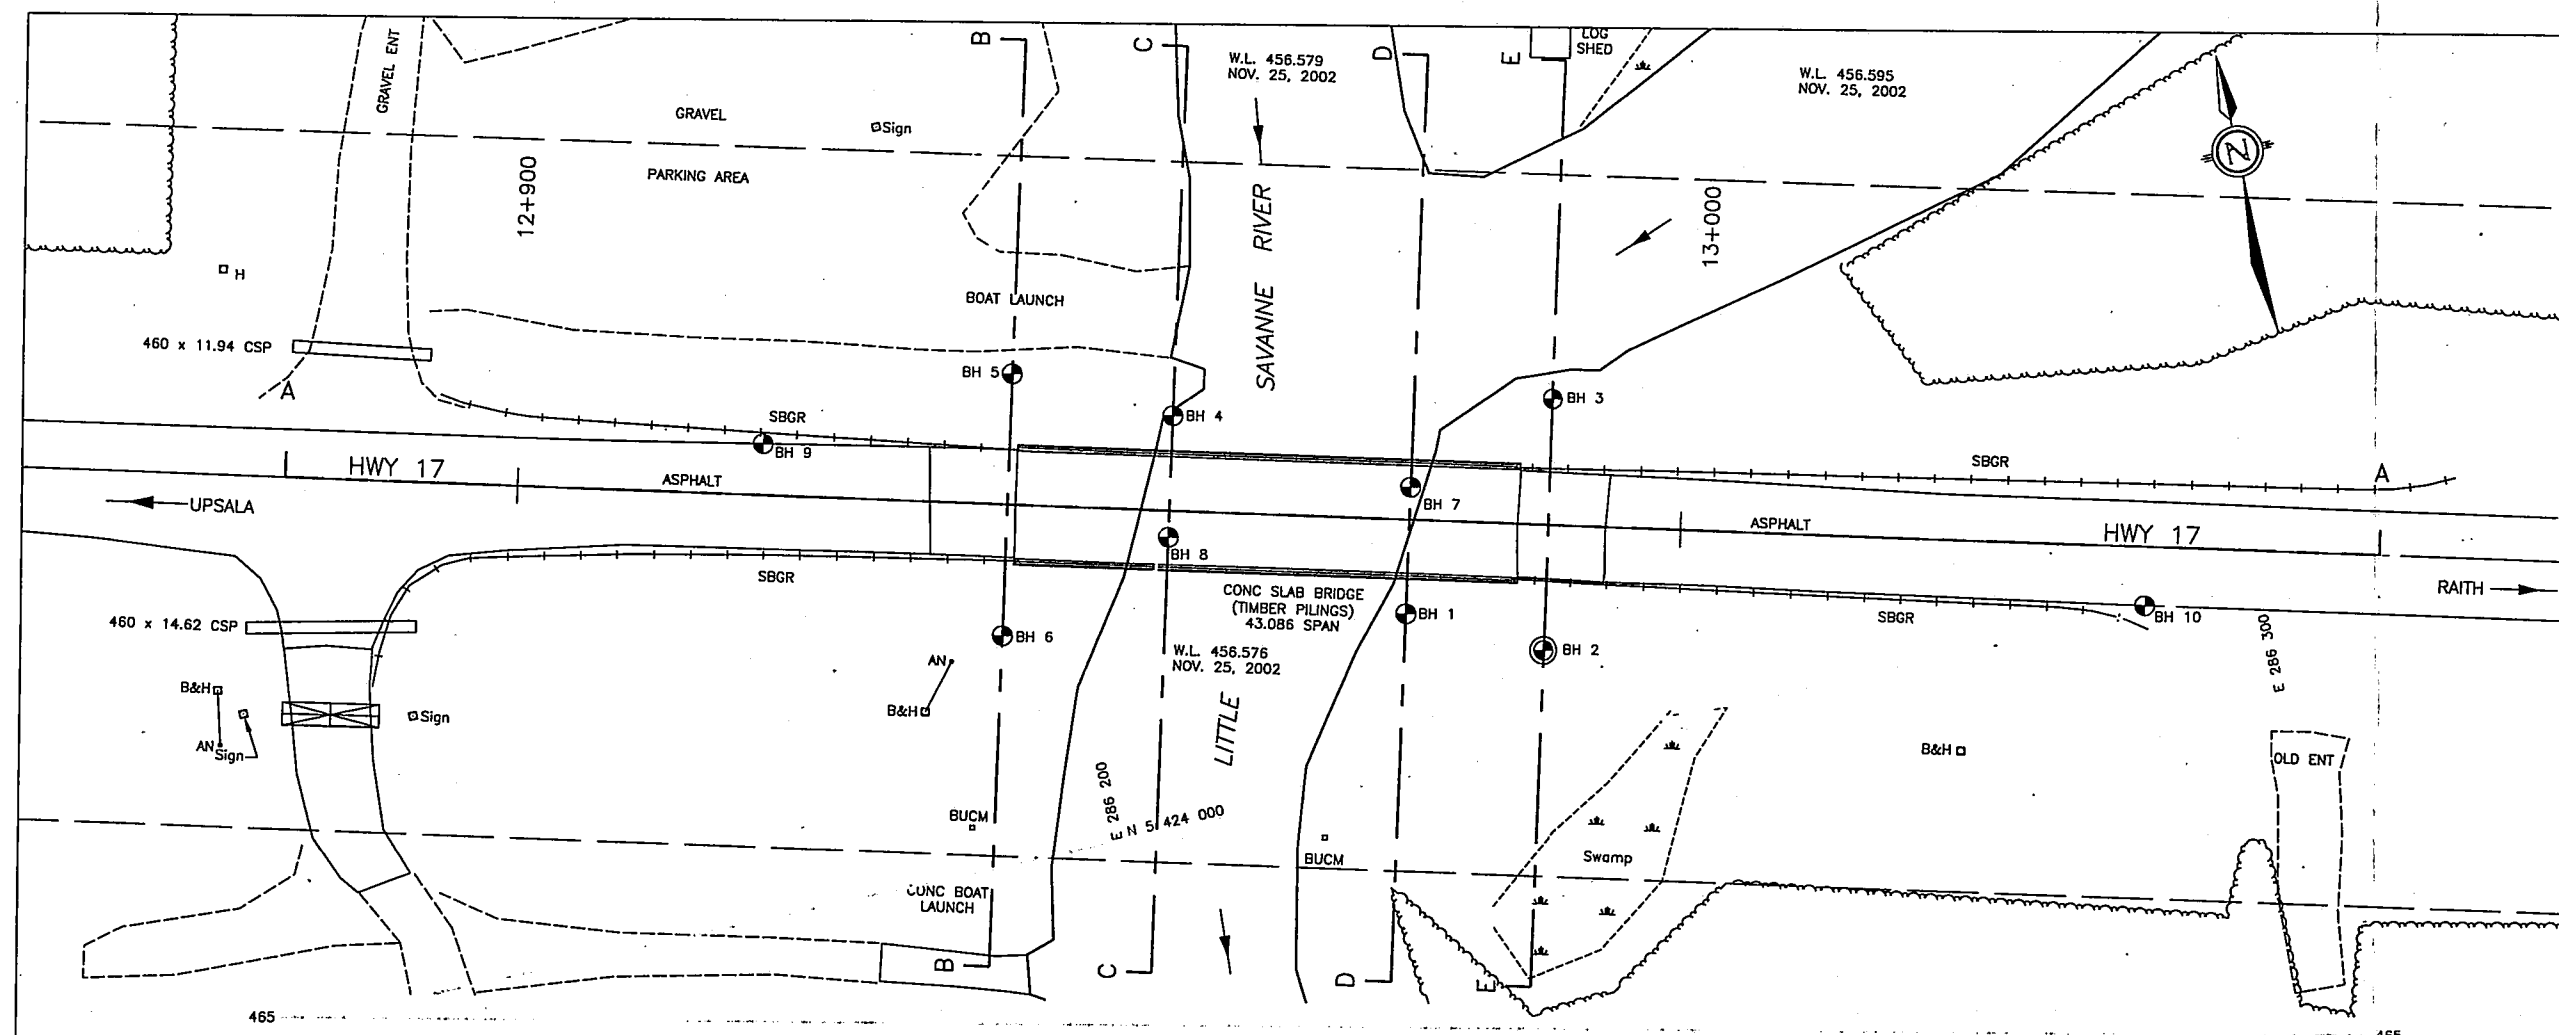 GRAVEL ENT
B
C
D
E
LOG
SHED
W.L. 456.579
NOV. 25, 2002
W.L. 456.595
NOV. 25, 2002
GRAVEL
Sign
PARKING AREA
12+900
SAVANNE RIVER
13+000
N
H
BOAT LAUNCH
460 x 11.94 CSP
A
BH 5
BH 4
BH 3
SBGR
BH 9
HWY 17
ASPHALT
UPSALA
BH 7
BH 8
SBGR
A
ASPHALT
HWY 17
RAITH
SBGR
CONC SLAB BRIDGE
(TIMBER PILINGS)
43.086 SPAN
BH 1
BH 2
SBGR
BH 10
E 286 300
460 x 14.62 CSP
BH 6
W.L. 456.576
NOV. 25, 2002
AN
B&H
B&H
Sign
AN
Sign
LITTLE
B&H
OLD ENT
E 286 200
E N 5 424 000
BUCM
BUCM
Swamp
CONC BOAT
LAUNCH
B
C
D
E
465
465